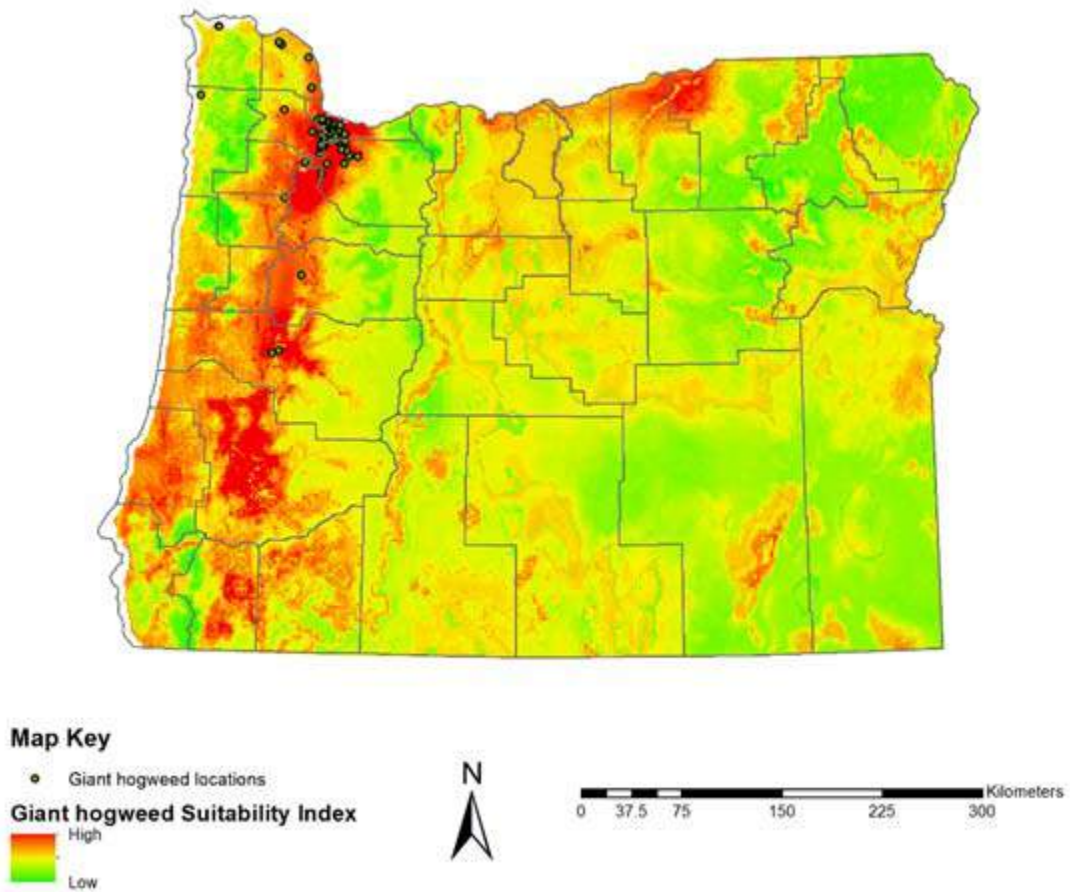 Map Key
Giant hogweed locations
Giant hogweed Suitability Index
High
Low
N
Kilometers
0 37.5 75 150 225 300